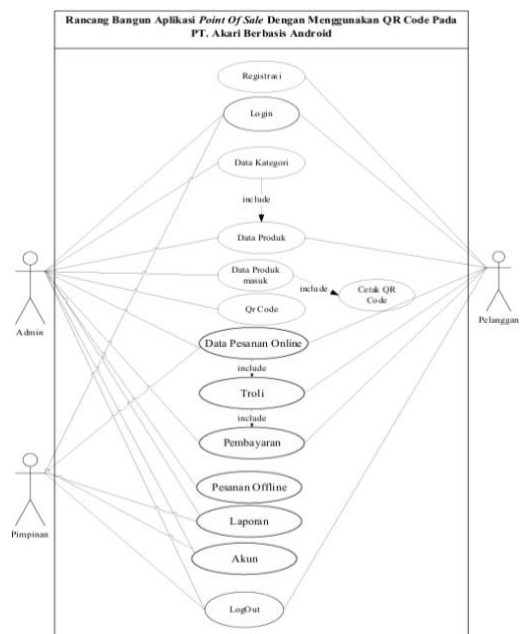 Rancang Bangun Aplikasi Point Of Sale Dengan Menggunakan QR Code Pada
PT. Akari Berbasis Android
Registrasi
Login
Data Kategori
include
Data Produk
Data Produk
masuk
include
Cetak QR
Code
Qr Code
Admin
Pelanggan
Data Pesanan Online
include
Troli
include
Pembayaran
Pesanan Offline
Pimpinan
Laporan
Akun
LogOut